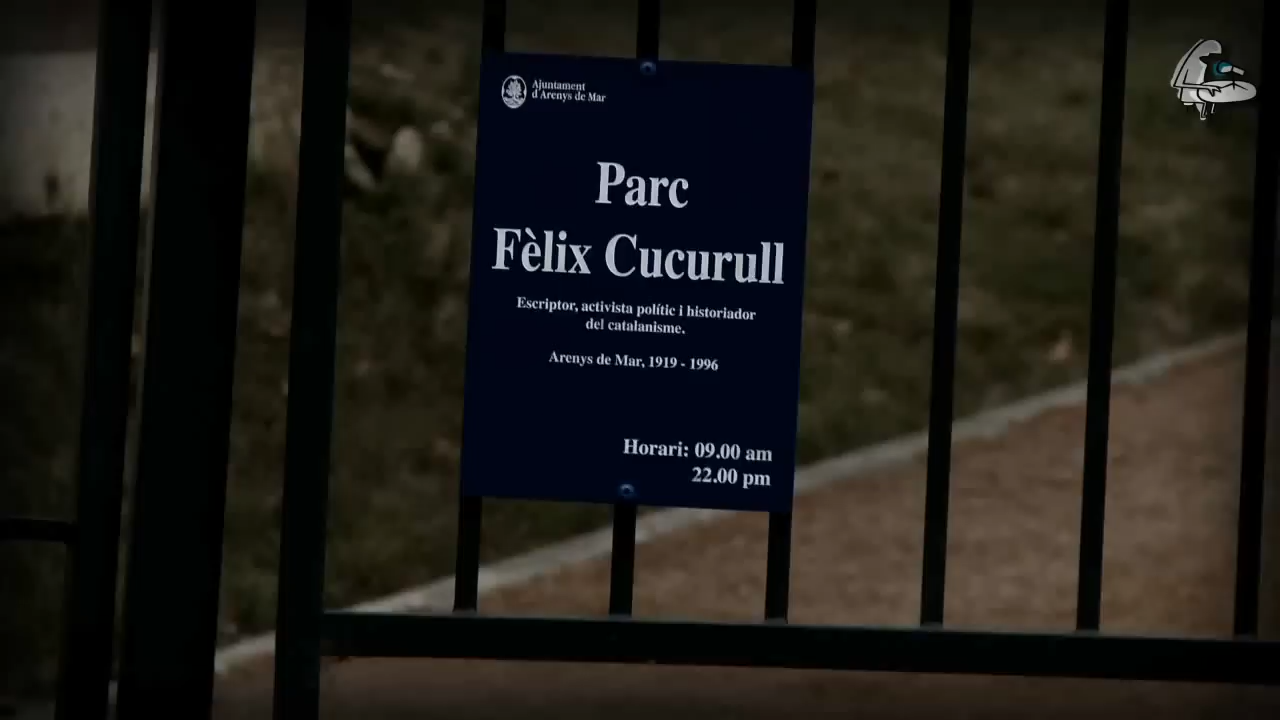 Ajuntament
d'Arenys de Mar
Parc
Fèlix Cucurull
Escriptor, activista polític i historiador
del catalanisme.
Arenys de Mar, 1919 - 1996
Horari: 09.00 am
22.00 pm